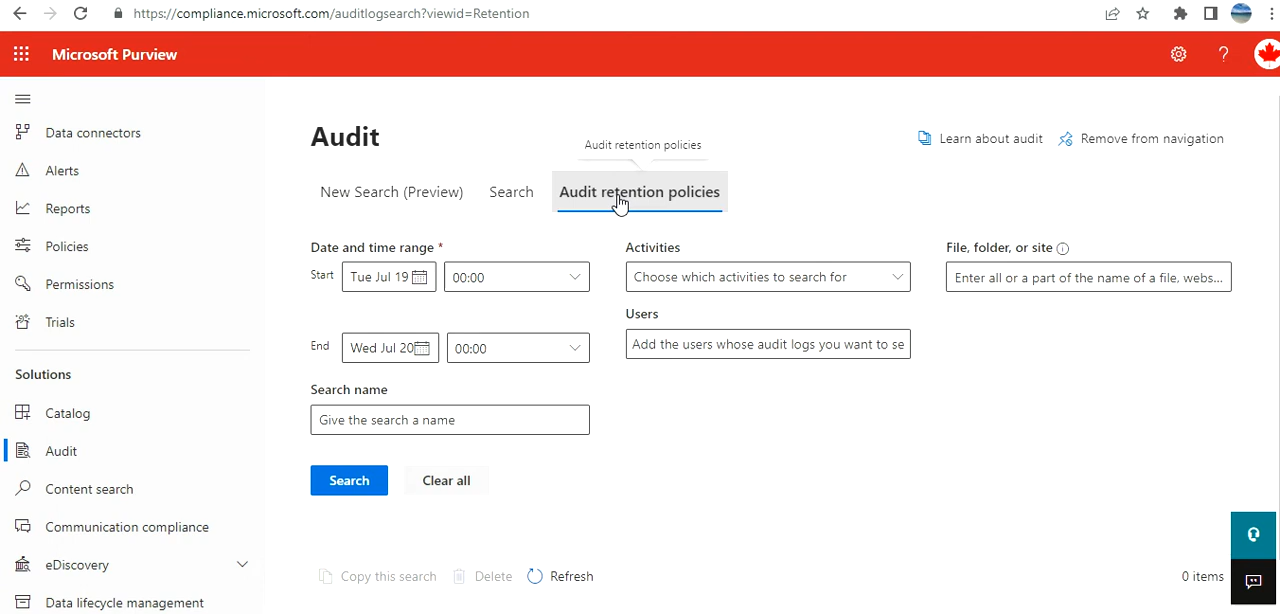 https://compliance.microsoft.com/auditlogsearch?viewid=Retention
Microsoft Purview
Data connectors
Alerts
Reports
Policies
Permissions
Trials
Solutions
Catalog
Audit
Content search
Communication compliance
eDiscovery
Data lifecycle management
Audit
Learn about audit
Remove from navigation
Audit retention policies
New Search (Preview)
Search
Audit retention policies
Date and time range *
Start
Tue Jul 19
00:00
End
Wed Jul 20
00:00
Search name
Give the search a name
Activities
Choose which activities to search for
Users
Add the users whose audit logs you want to se
File, folder, or site
Enter all or a part of the name of a file, webs...
Search
Clear all
Copy this search
Delete
Refresh
0 items